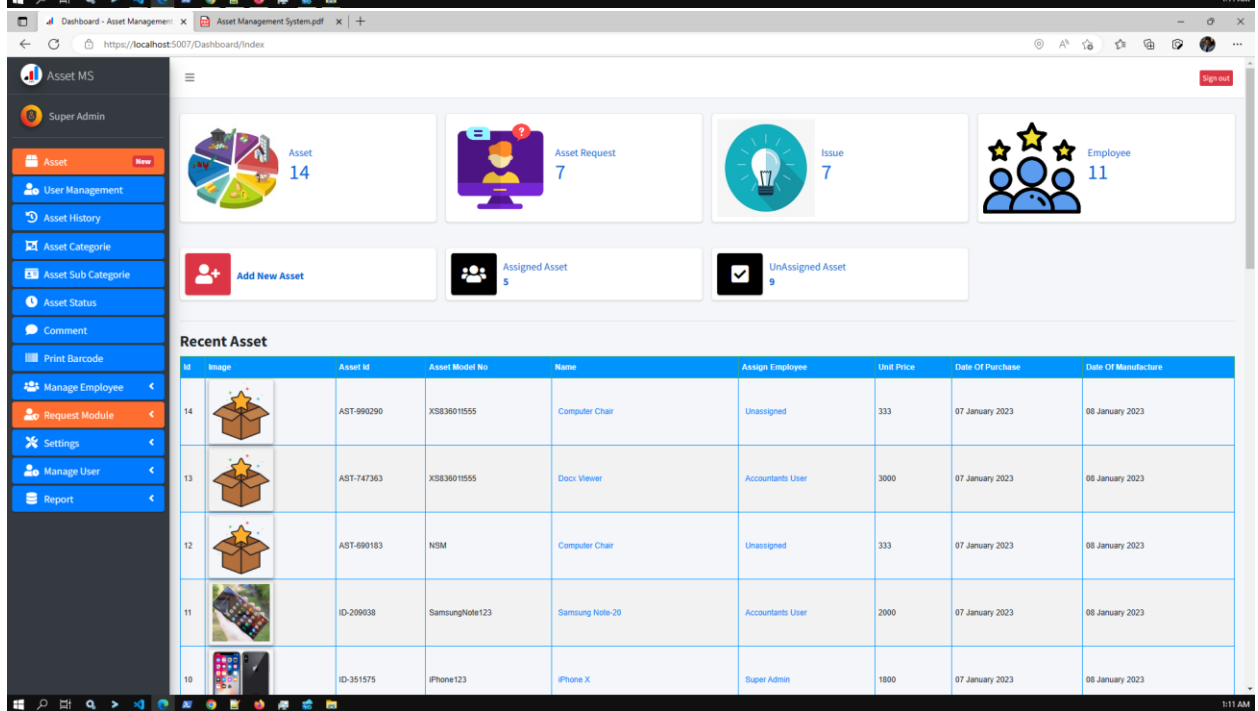 1:11 AM
Dashboard - Asset Management
Asset Management System.pdf
https://localhost:5007/Dashboard/Index
Asset MS
Sign out
Super Admin
Asset New
User Management
Asset History
Asset Categorie
Asset Sub Categorie
Asset Status
Comment
Print Barcode
Manage Employee
Request Module
Settings
Manage User
Report
Asset
14
Asset Request
7
Issue
7
Employee
11
Add New Asset
Assigned Asset
5
UnAssigned Asset
9
Recent Asset
Id Image Asset Id Asset Model No Name Assign Employee Unit Price Date Of Purchase Date Of Manufacture
14 AST-990290 XS836011555 Computer Chair Unassigned 333 07 January 2023 08 January 2023
13 AST-747363 XS836011555 Docx Viewer Accountants User 3000 07 January 2023 08 January 2023
12 AST-690183 NSM Computer Chair Unassigned 333 07 January 2023 08 January 2023
11 ID-209038 SamsungNote123 Samsung Note-20 Accountants User 2000 07 January 2023 08 January 2023
10 ID-351575 iPhone123 iPhone X Super Admin 1800 07 January 2023 08 January 2023
1:11 AM